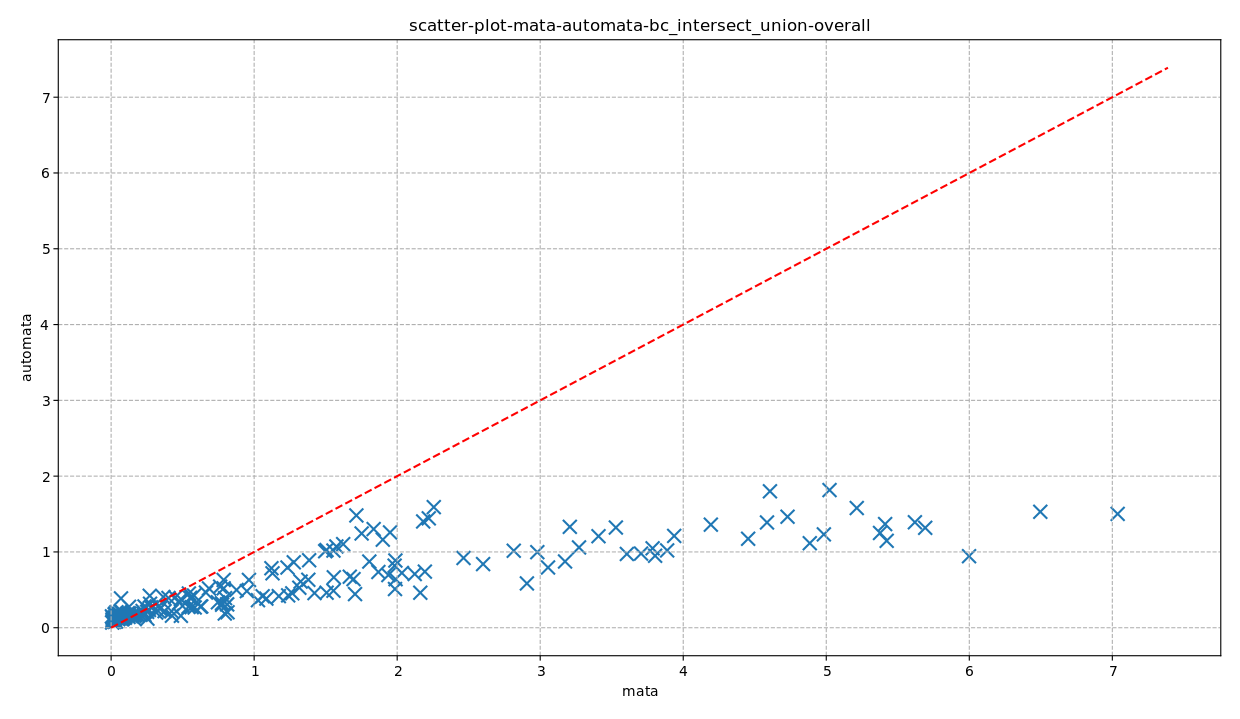 scatter-plot-mata-automata-bc_intersect_union-overall
7
6
5
4
3
2
1
0
automata
0 1 2 3 4 5 6 7
mata